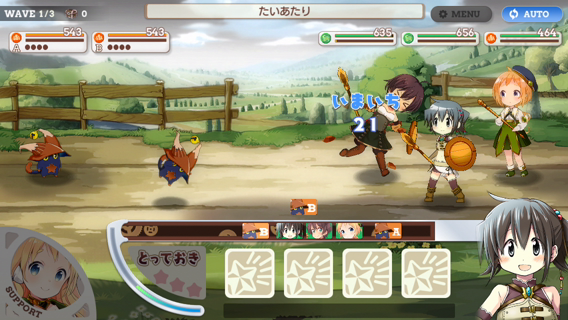 WAVE 1/3
0
たいあたり
MENU
AUTO
543
543
A
B
635
656
464
いまいち
21
B
B
A
とっておき
SUPPORT